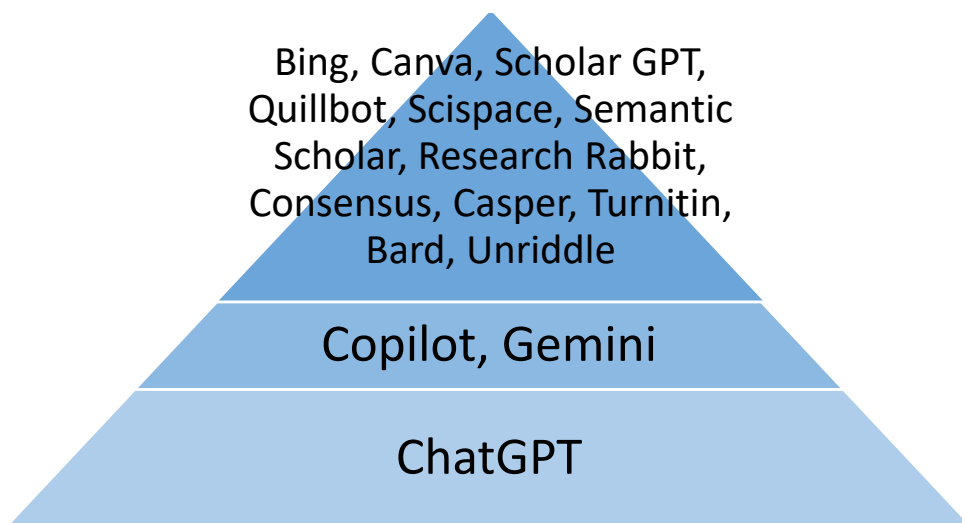 Bing, Canva, Scholar GPT,
Quillbot, Scispace, Semantic
Scholar, Research Rabbit,
Consensus, Casper, Turnitin,
Bard, Unriddle
Copilot, Gemini
ChatGPT